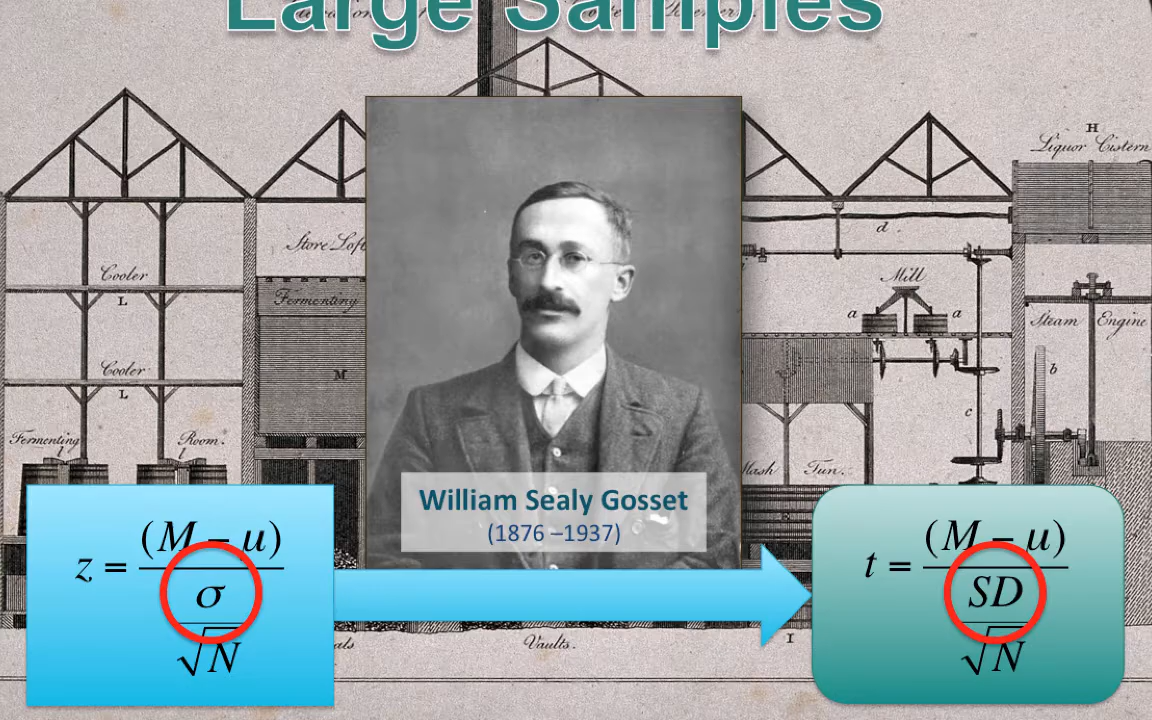 Large Samples
H
Liquor Cistern
Store Loft
d.
Cooler
L
Mill
Fermenting
a
a
Steam Engine
Cooler
L
M
b
c
Fermenting
Room.
l
l
Mash Tun.
William Sealy Gosset
(1876 –1937)
z = (M − u) / (σ / √N)
t = (M − u) / (SD / √N)
Vaults.
I